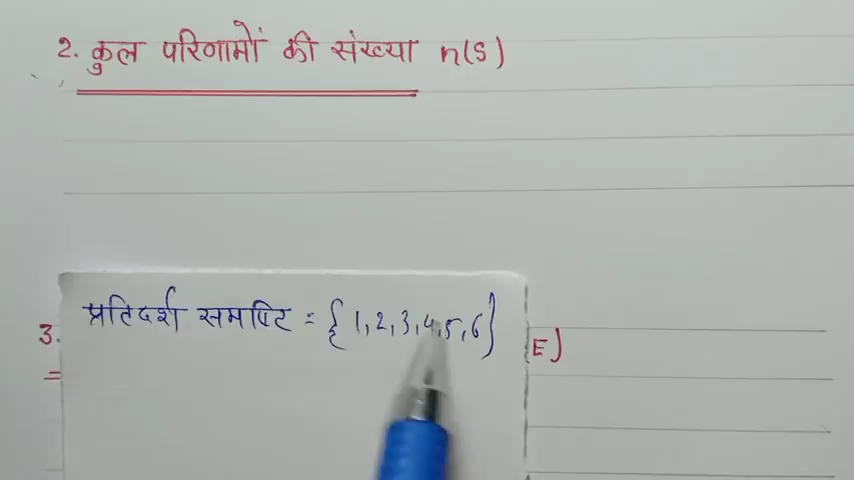 2. कुल परिणामों की संख्या n(S)
प्रतिदर्श समष्टि = { 1, 2, 3, 4, 5, 6 }
3. (E)